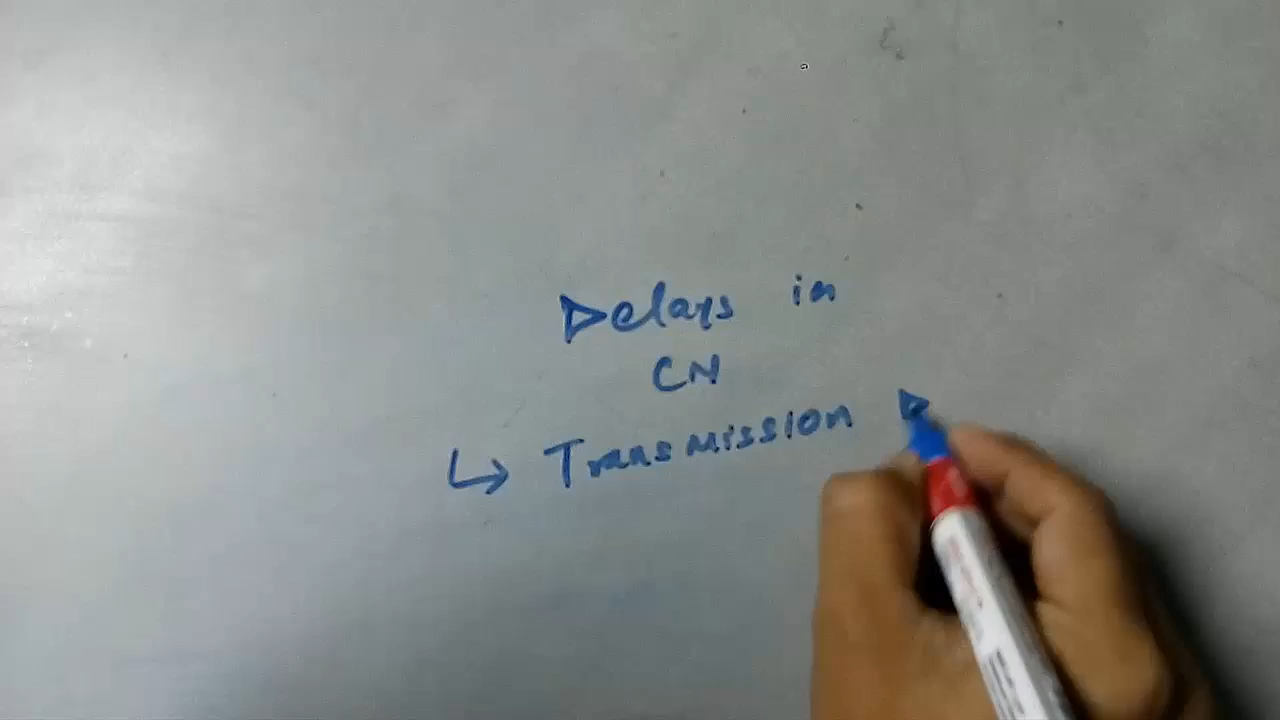 Delays in
CN
↳ Transmission D